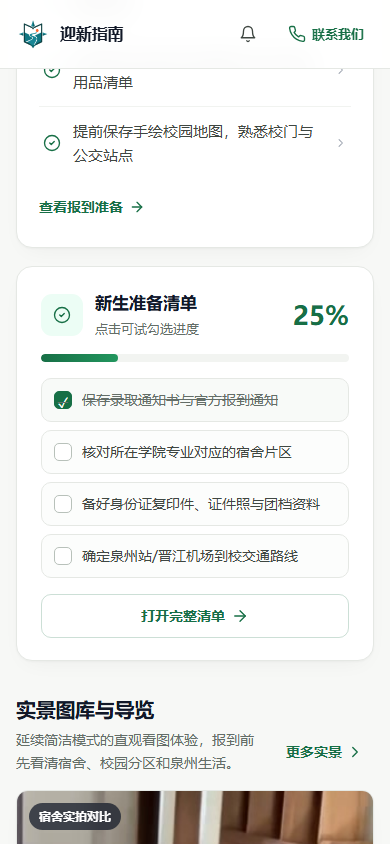 迎新指南
联系我们
用品清单
提前保存手绘校园地图，熟悉校门与
公交站点
查看报到准备
新生准备清单
点击可试勾选进度
25%
保存录取通知书与官方报到通知
核对所在学院专业对应的宿舍片区
备好身份证复印件、证件照与团档资料
确定泉州站/晋江机场到校交通路线
打开完整清单
实景图库与导览
延续简洁模式的直观看图体验，报到前
先看清宿舍、校园分区和泉州生活。
更多实景
宿舍实拍对比